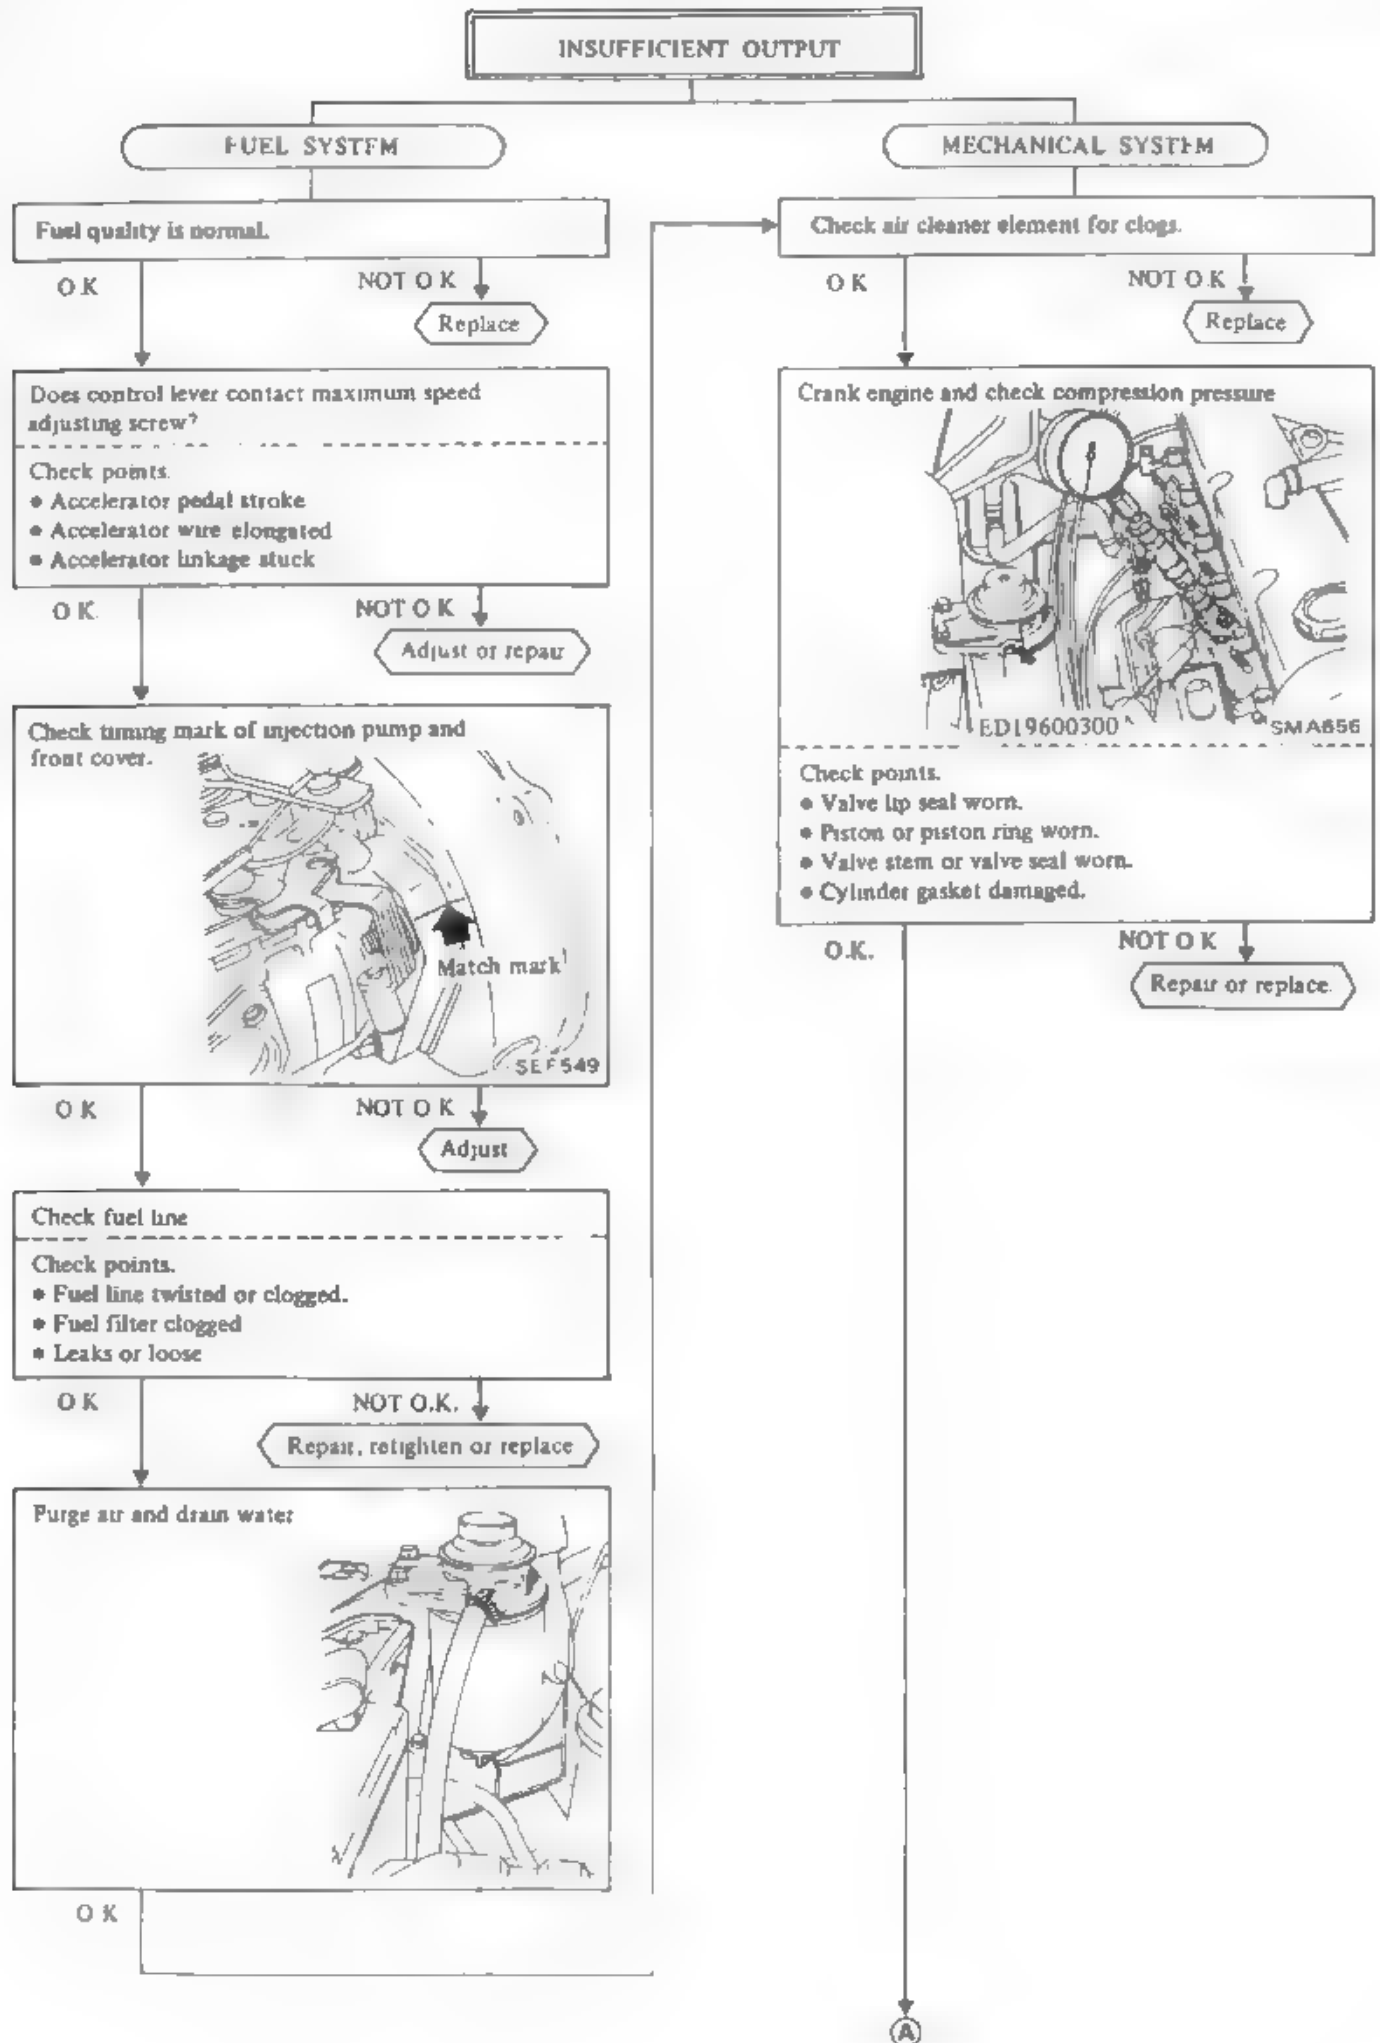 INSUFFICIENT OUTPUT
FUEL SYSTEM
Fuel quality is normal.
O K
NOT O K
Replace
Does control lever contact maximum speed
adjusting screw?
Check points.
• Accelerator pedal stroke
• Accelerator wire elongated
• Accelerator linkage stuck
O K.
NOT O K
Adjust or repair
Check timing mark of injection pump and
front cover.
Match mark
SEF549
O K
NOT O K
Adjust
Check fuel line
Check points.
• Fuel line twisted or clogged.
• Fuel filter clogged
• Leaks or loose
O K
NOT O.K.
Repair, retighten or replace
Purge air and drain water
O K
MECHANICAL SYSTEM
Check air cleaner element for clogs.
O K
NOT O K
Replace
Crank engine and check compression pressure
ED19600300
SMA656
Check points.
• Valve lip seal worn.
• Piston or piston ring worn.
• Valve stem or valve seal worn.
• Cylinder gasket damaged.
O.K.
NOT O K
Repair or replace.
A